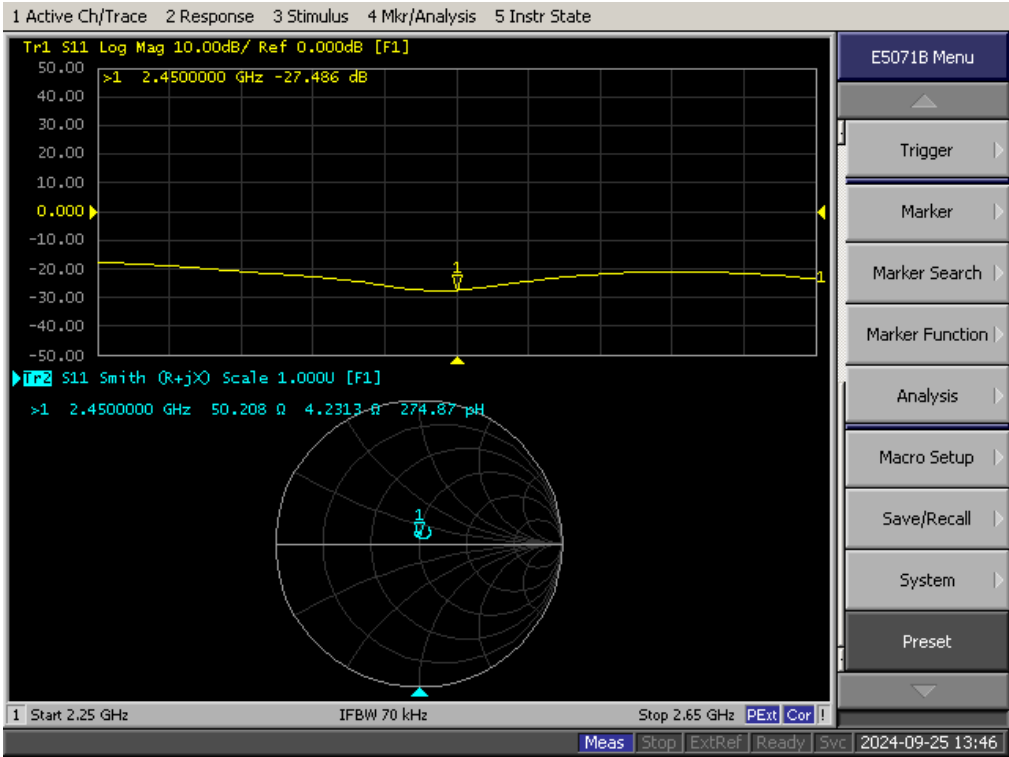 1 Active Ch/Trace 2 Response 3 Stimulus 4 Mkr/Analysis 5 Instr State
Tr1 S11 Log Mag 10.00dB/ Ref 0.000dB [F1]
50.00
>1 2.4500000 GHz -27.486 dB
40.00
30.00
20.00
10.00
0.000
-10.00
-20.00
1
1
-30.00
-40.00
-50.00
Tr2 S11 Smith (R+jX) Scale 1.000U [F1]
>1 2.4500000 GHz 50.208 Ω 4.2313 Ω 274.87 pH
1
1 Start 2.25 GHz IFBW 70 kHz Stop 2.65 GHz PExt Cor !
E5071B Menu
Trigger
Marker
Marker Search
Marker Function
Analysis
Macro Setup
Save/Recall
System
Preset
Meas Stop ExtRef Ready Svc 2024-09-25 13:46